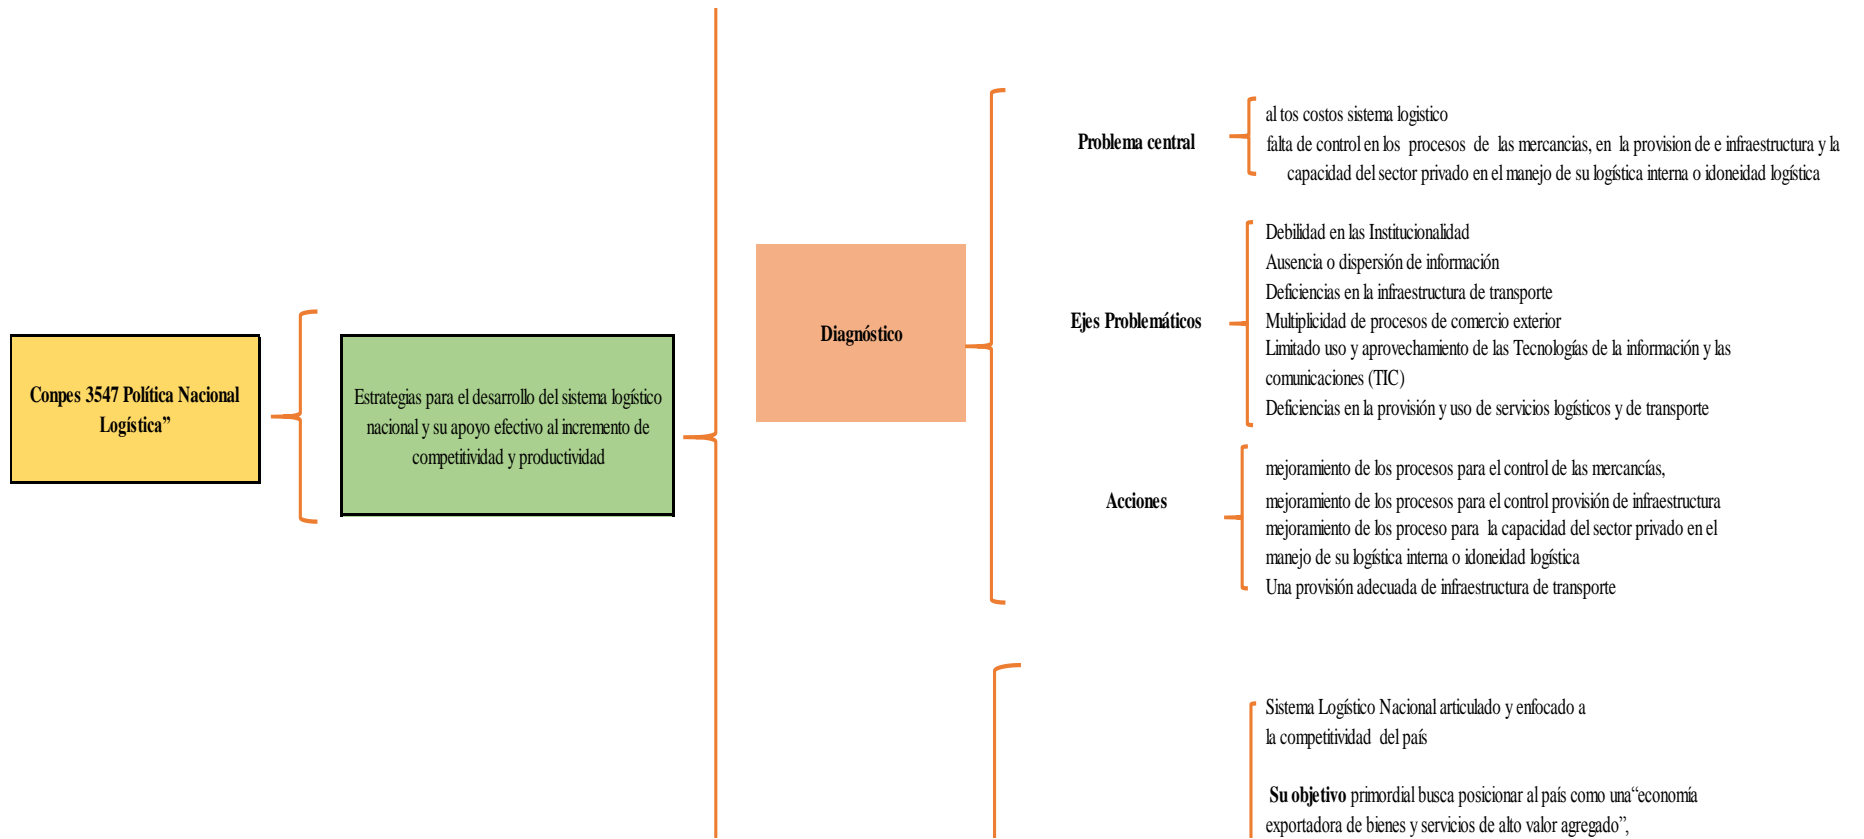 Conpes 3547 Política Nacional
Logística”
Estrategias para el desarrollo del sistema logístico
nacional y su apoyo efectivo al incremento de
competitividad y productividad
Diagnóstico
Problema central
al tos costos sistema logistico
falta de control en los procesos de las mercancias, en la provision de e infraestructura y la
capacidad del sector privado en el manejo de su logística interna o idoneidad logística
Ejes Problemáticos
Debilidad en las Institucionalidad
Ausencia o dispersión de información
Deficiencias en la infraestructura de transporte
Multiplicidad de procesos de comercio exterior
Limitado uso y aprovechamiento de las Tecnologías de la información y las
comunicaciones (TIC)
Deficiencias en la provisión y uso de servicios logísticos y de transporte
Acciones
mejoramiento de los procesos para el control de las mercancías,
mejoramiento de los procesos para el control provisión de infraestructura
mejoramiento de los proceso para la capacidad del sector privado en el
manejo de su logística interna o idoneidad logística
Una provisión adecuada de infraestructura de transporte
Sistema Logístico Nacional articulado y enfocado a
la competitividad del país
Su objetivo primordial busca posicionar al país como una“economía
exportadora de bienes y servicios de alto valor agregado”,